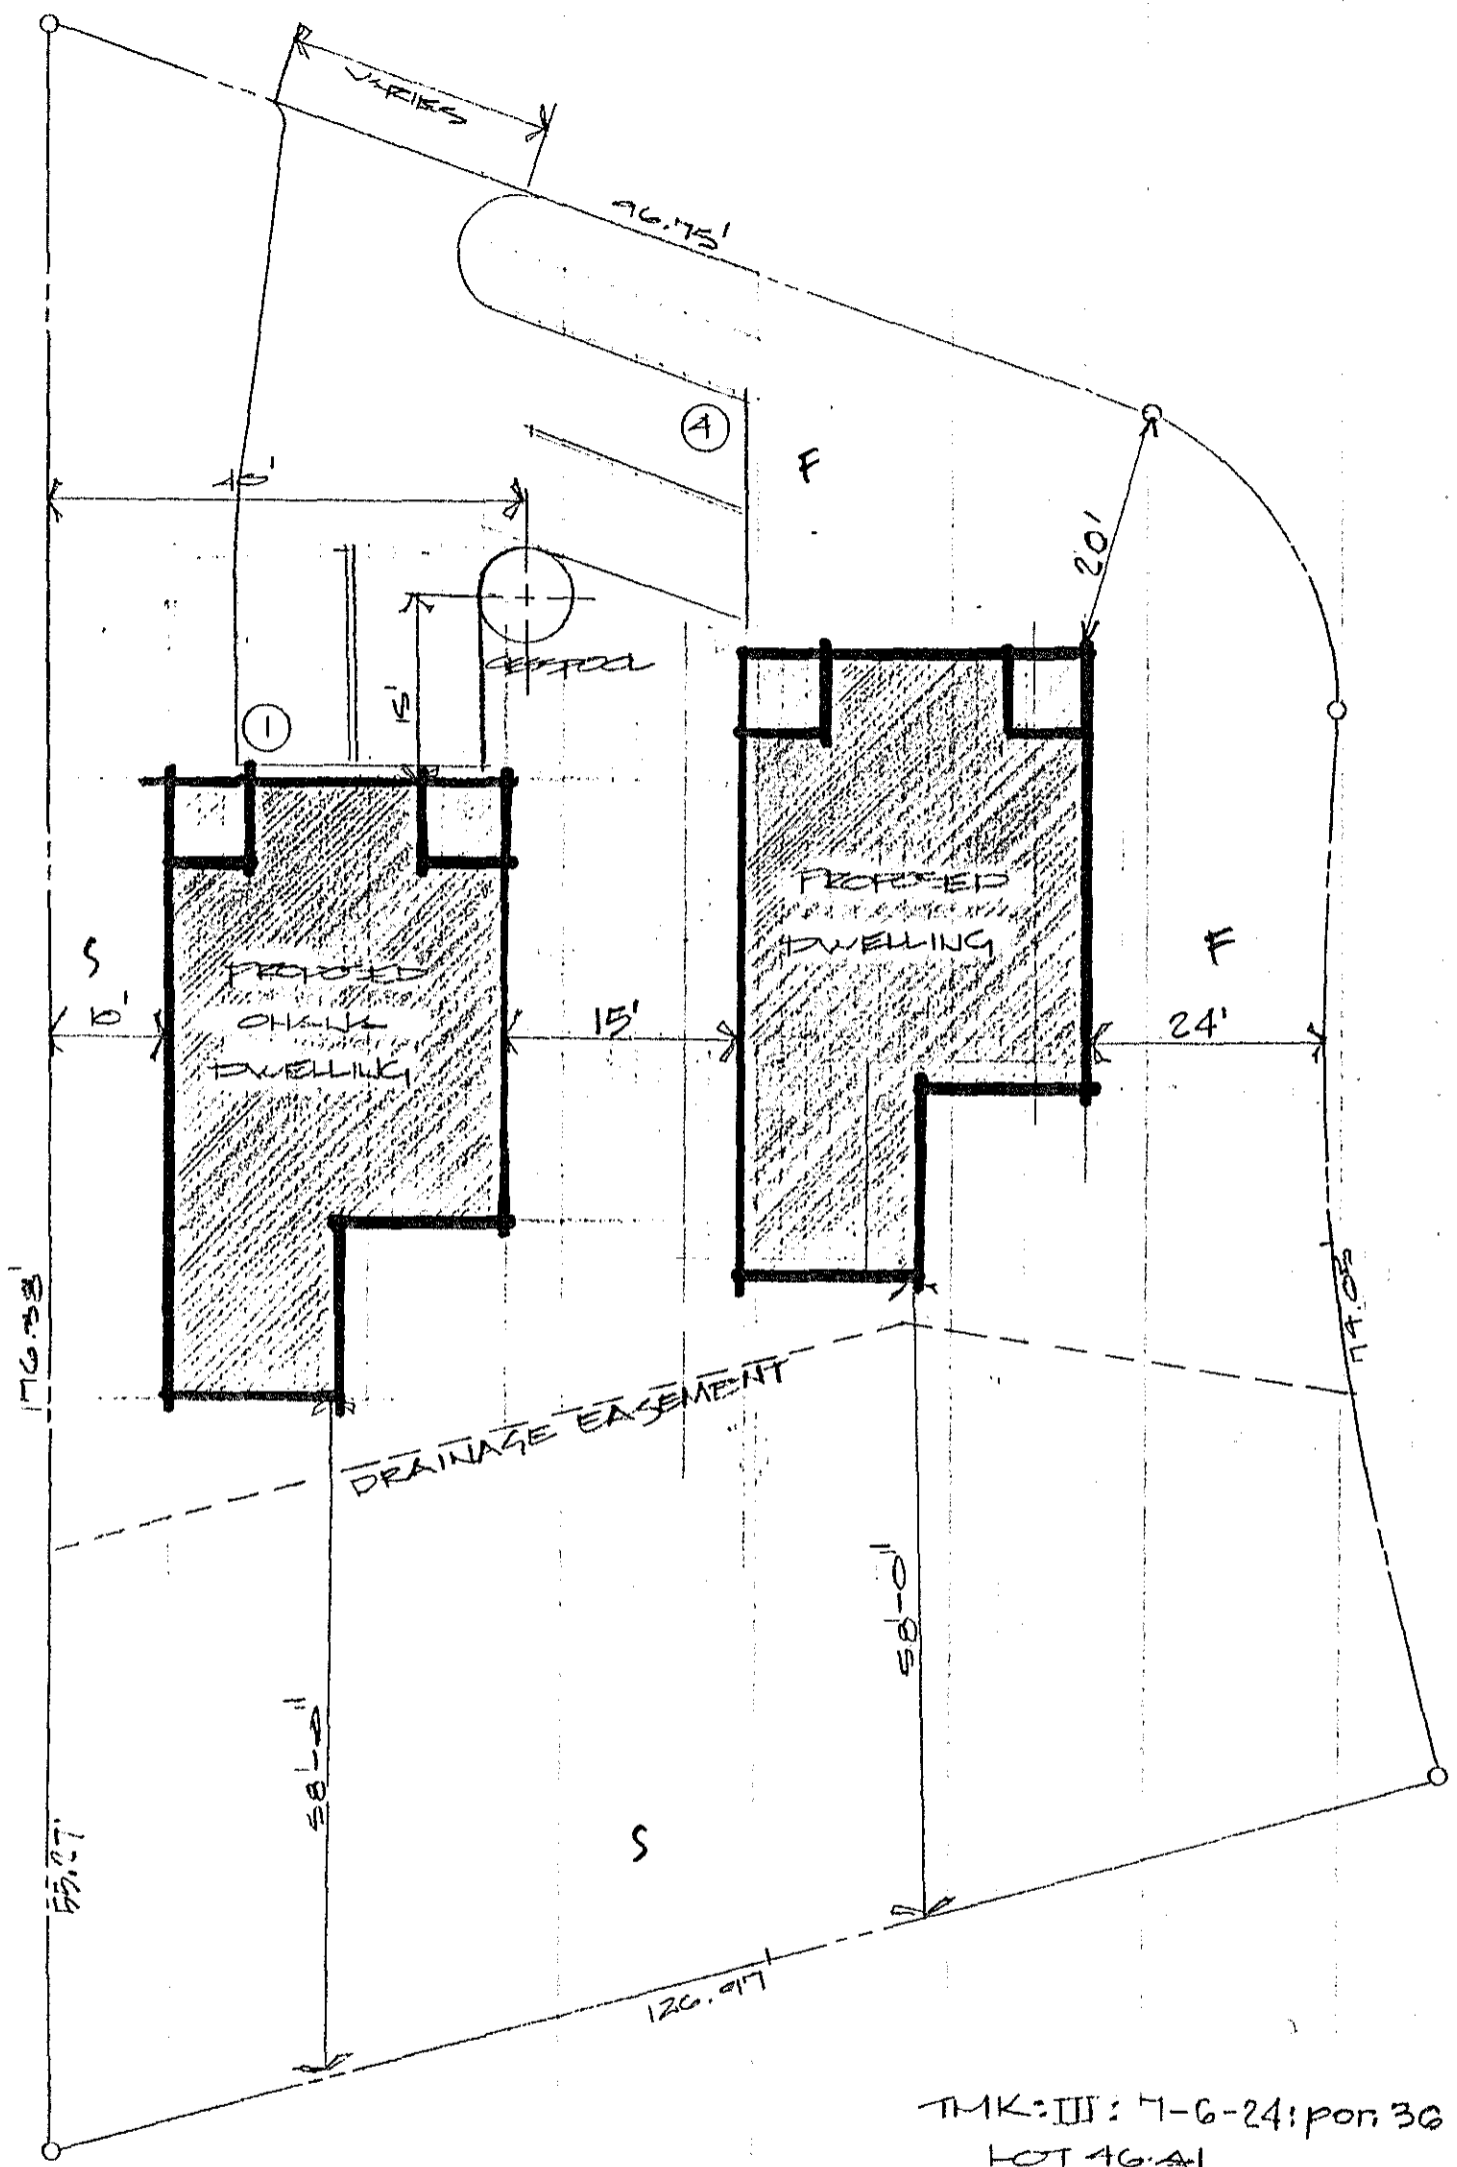 VARIES
96.75'
4
F
20'
15'
CESSPOOL
1
PROPOSED
DWELLING
S
PROPOSED
OHANA
DWELLING
10'
15'
F
24'
176.33'
74.05'
DRAINAGE EASEMENT
58'-0"
58'-0"
S
55.27'
126.97
TMK: III: 7-6-24: por. 36
LOT 46-A1